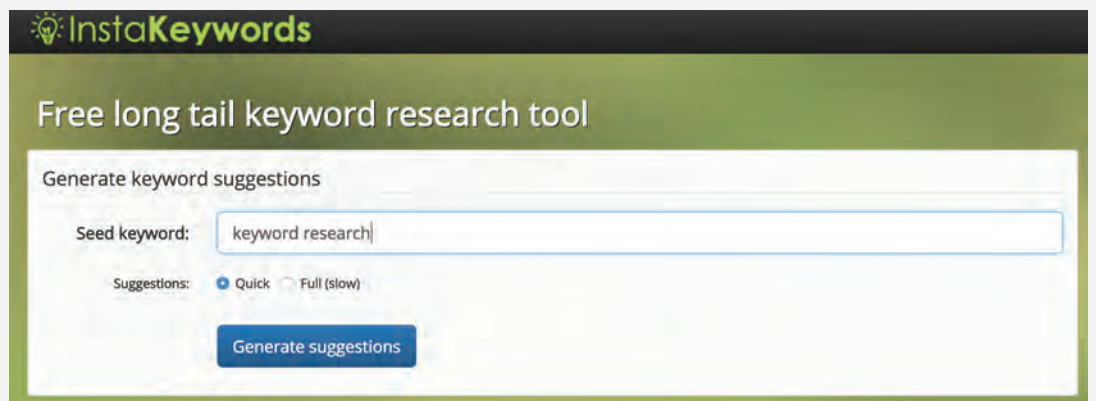 InstaKeywords
Free long tail keyword research tool
Generate keyword suggestions
Seed keyword: keyword research
Suggestions: Quick Full (slow)
Generate suggestions